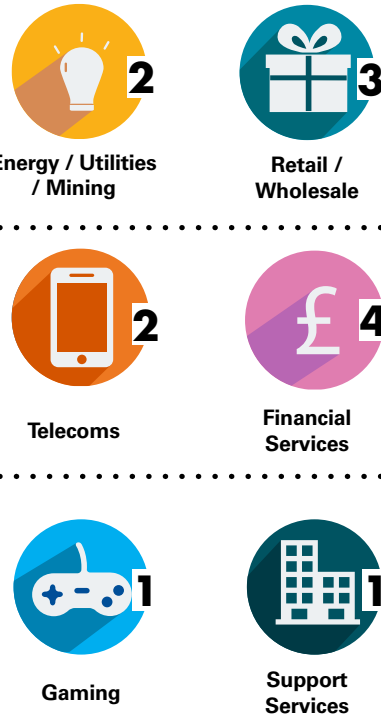 2
3
Energy / Utilities
/ Mining
Retail /
Wholesale
2
£
4
Telecoms
Financial
Services
1
1
Gaming
Support
Services